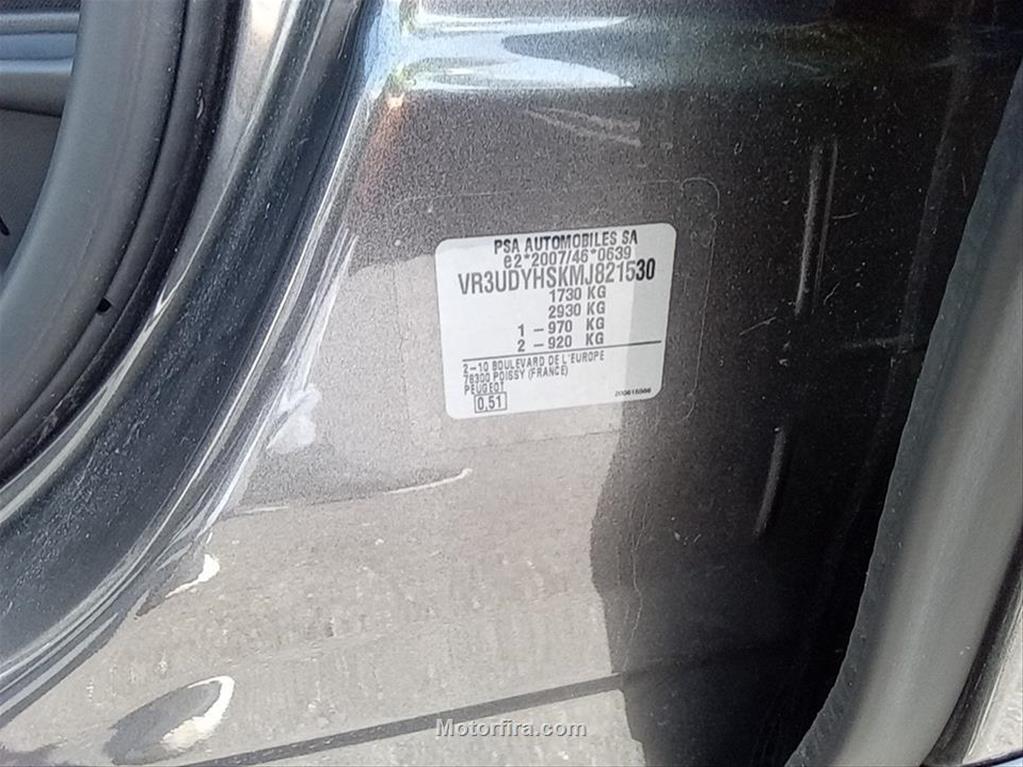 PSA AUTOMOBILES SA
e2*2007/46*0639
VR3UDYHSKMJ821530
1730 KG
2930 KG
1 – 970 KG
2 – 920 KG
2–10 BOULEVARD DE L'EUROPE
78300 POISSY (FRANCE)
PEUGEOT
0,51
Motorfira.com